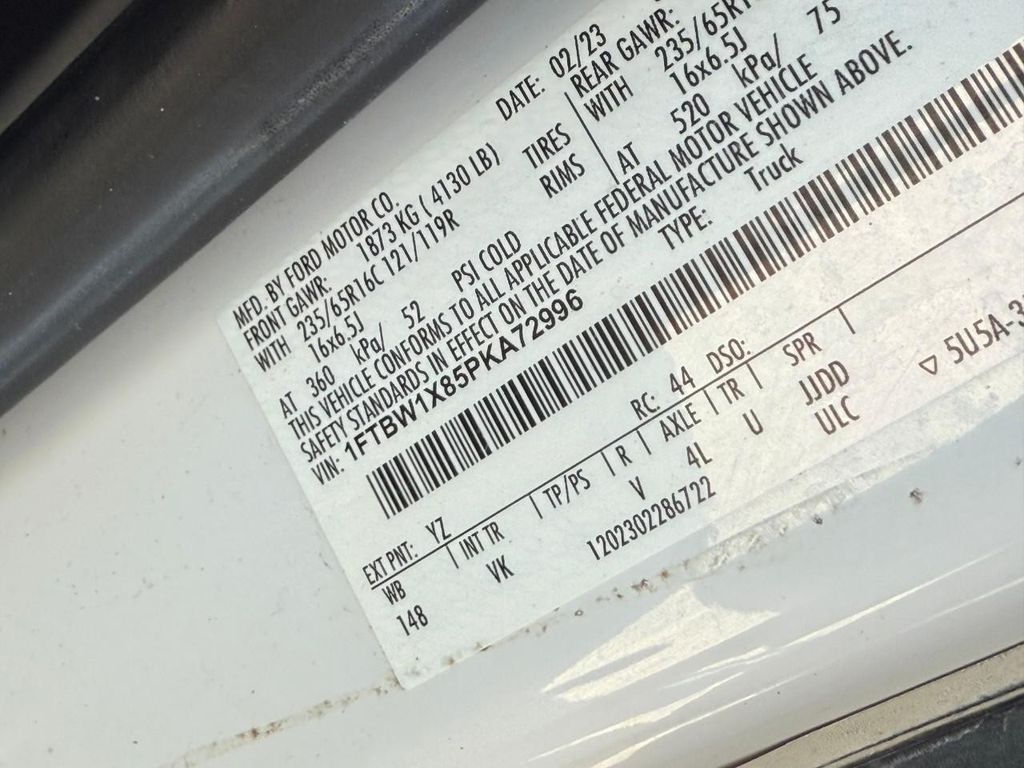 MFD. BY FORD MOTOR CO. DATE: 02/23
FRONT GAWR: 1873 KG ( 4130 LB) REAR GAWR:
WITH 235/65R16C 121/119R TIRES WITH
16x6.5J RIMS 16x6.5J
AT 360 kPa/ 52 PSI COLD AT 520 kPa/ 75
THIS VEHICLE CONFORMS TO ALL APPLICABLE FEDERAL MOTOR VEHICLE
SAFETY STANDARDS IN EFFECT ON THE DATE OF MANUFACTURE SHOWN ABOVE.
VIN: 1FTBW1X85PKA72996 TYPE: Truck
EXT PNT: YZ RC: 44 DSO:
WB INT TR TP/PS R AXLE TR SPR
148 VK V 4L U JJDD
1202302286722 ULC